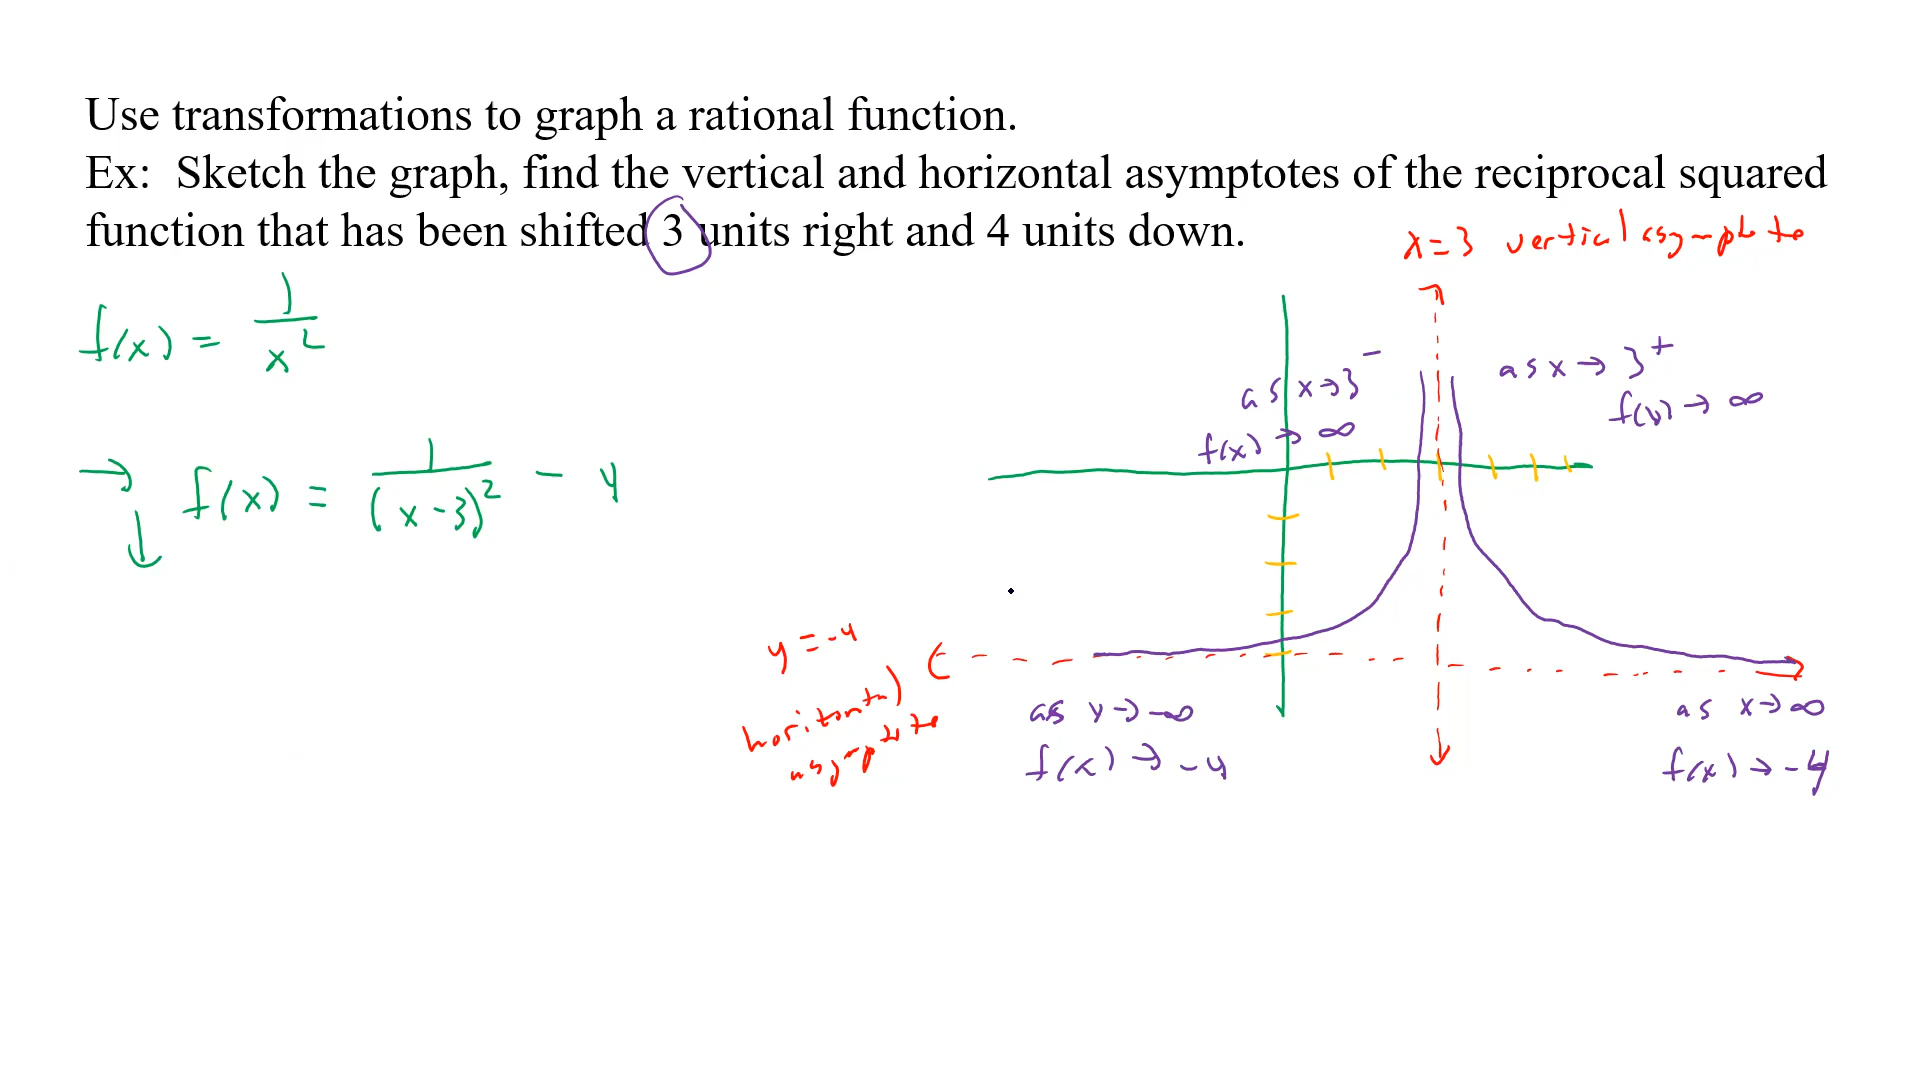 Use transformations to graph a rational function.
Ex: Sketch the graph, find the vertical and horizontal asymptotes of the reciprocal squared
function that has been shifted 3 units right and 4 units down.
x=3 vertical asymptote
f(x) = 1/x²
as x→3⁻
f(x)→∞
as x→3⁺
f(x)→∞
→ ↓ f(x) = 1/(x-3)² - 4
y=-4
horizontal
asymptote
as x→-∞
f(x)→-4
as x→∞
f(x)→-4